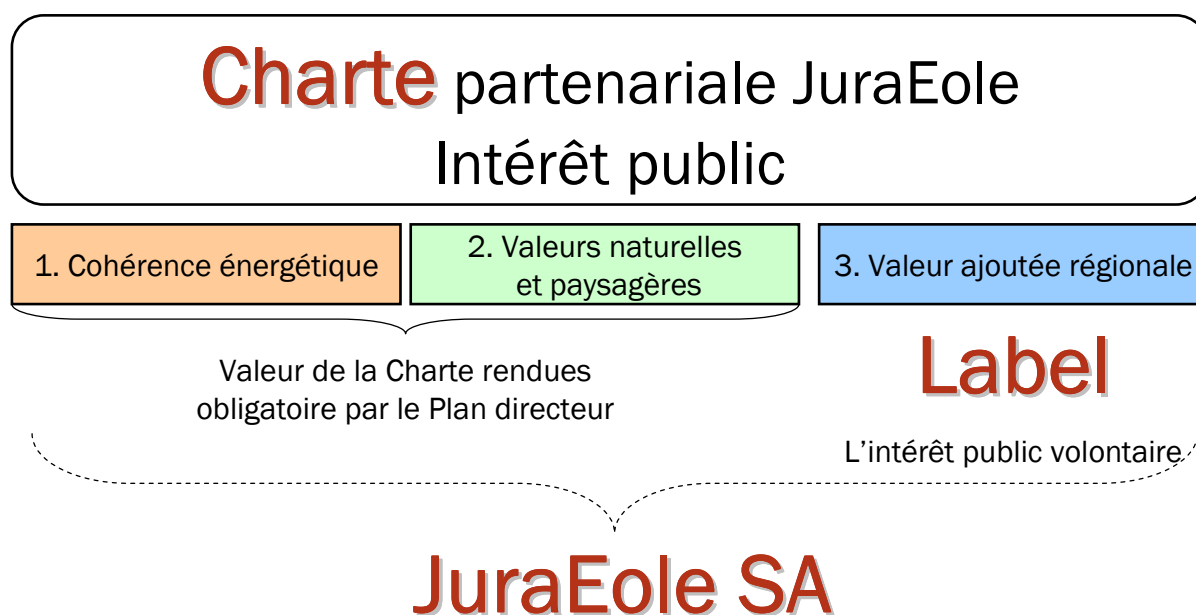 Charte partenariale JuraEole
Intérêt public
1. Cohérence énergétique
2. Valeurs naturelles
et paysagères
3. Valeur ajoutée régionale
Valeur de la Charte rendues
obligatoire par le Plan directeur
Label
L'intérêt public volontaire
JuraEole SA